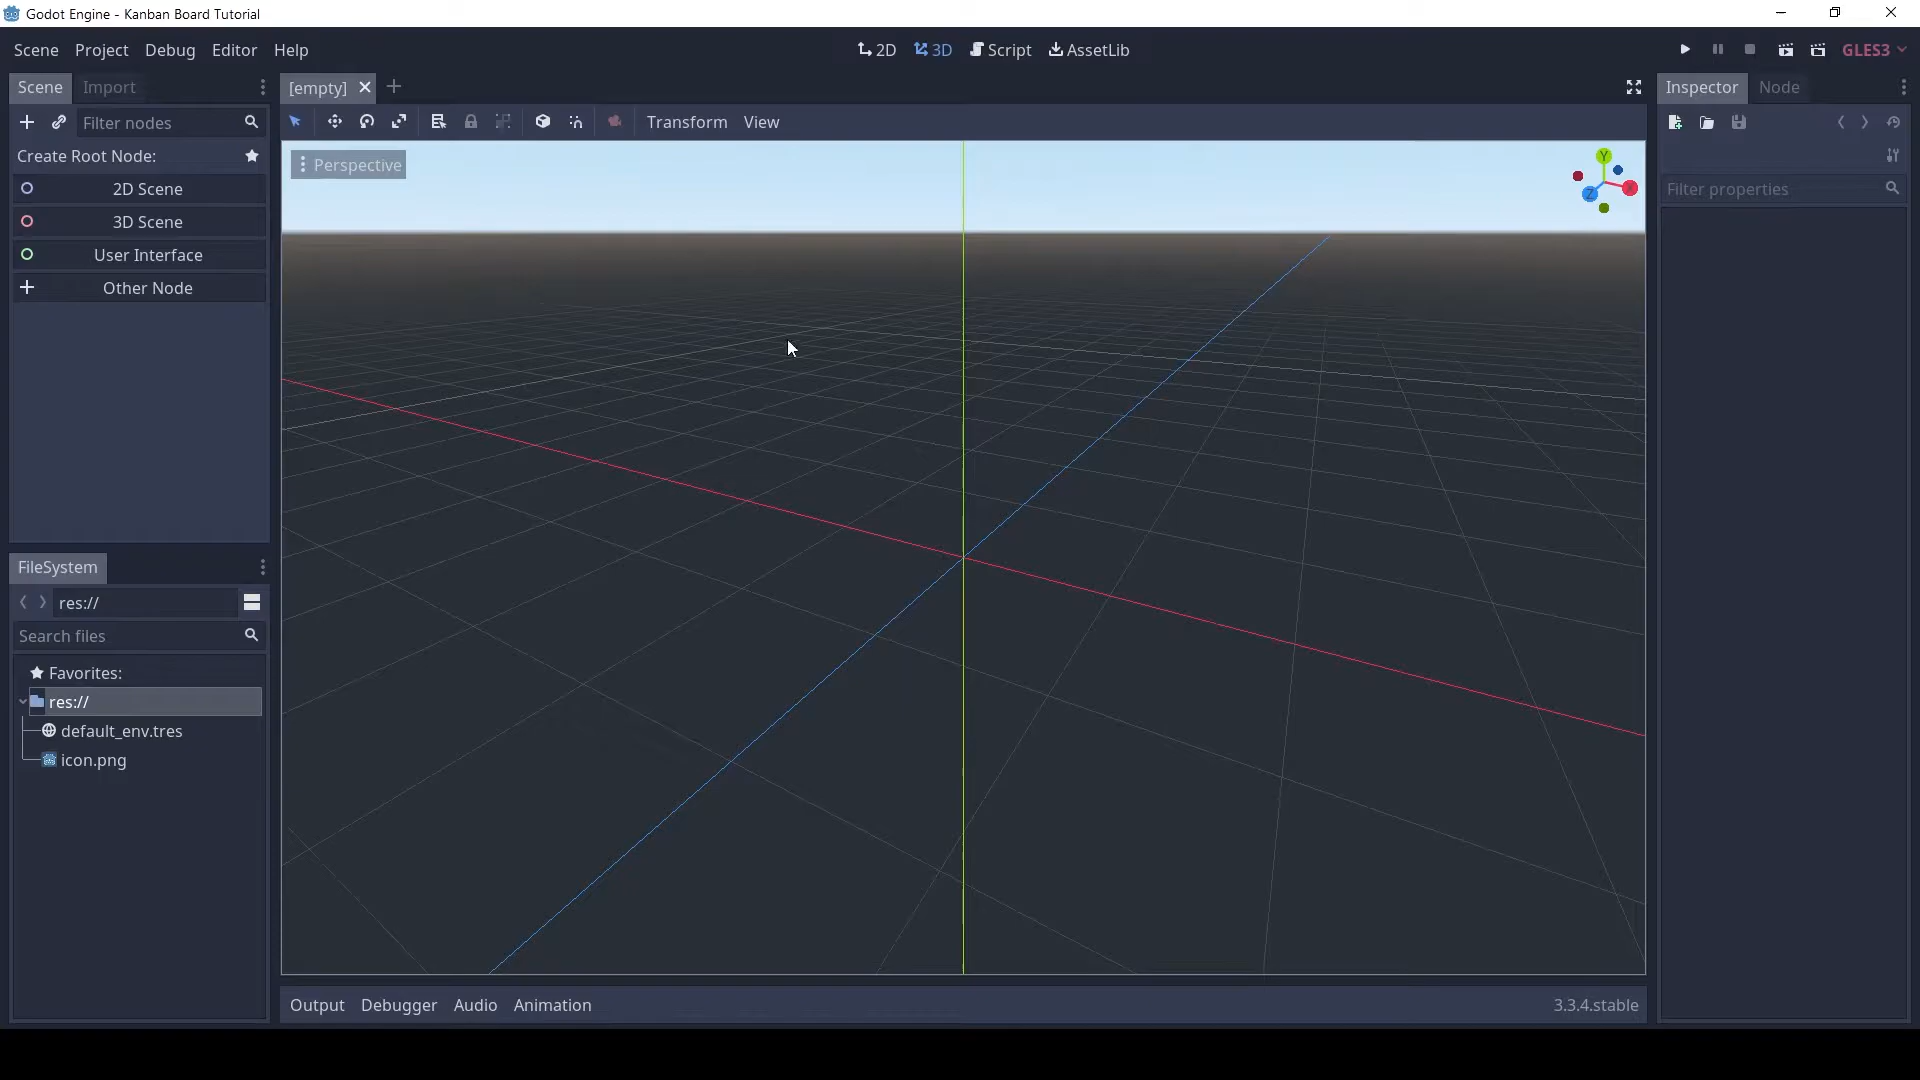 Godot Engine - Kanban Board Tutorial
Scene Project Debug Editor Help
2D 3D Script AssetLib
GLES3
Scene Import
[empty]
Inspector Node
Filter nodes
Transform View
Create Root Node:
Perspective
Y
X
Z
2D Scene
3D Scene
User Interface
Other Node
Filter properties
FileSystem
res://
Search files
Favorites:
res://
default_env.tres
icon.png
Output Debugger Audio Animation
3.3.4.stable